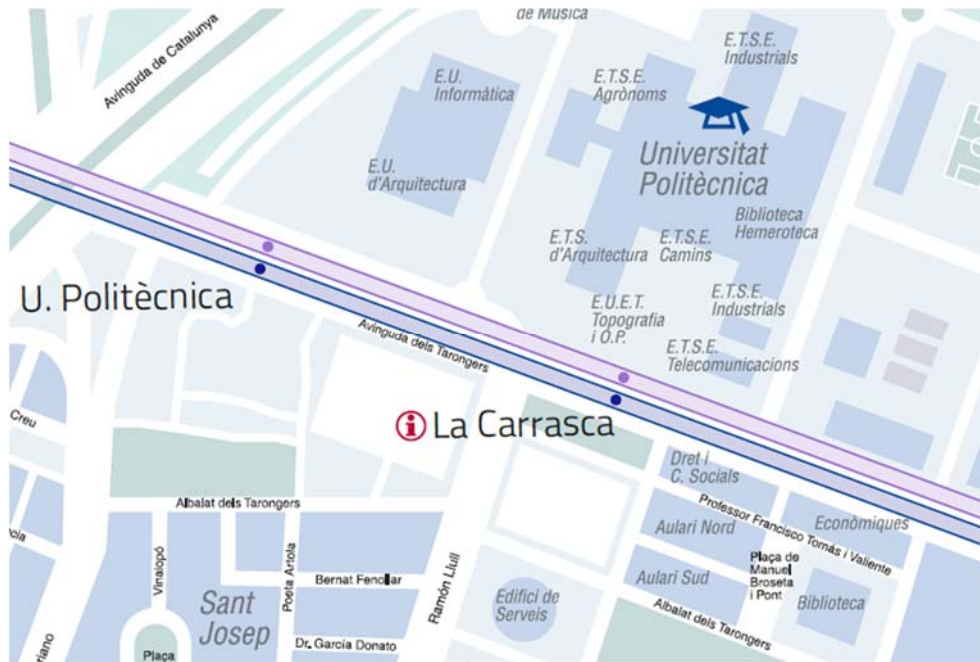 de Música
Avinguda de Catalunya
E.U.
Informàtica
E.T.S.E.
Agrònoms
E.T.S.E.
Industrials
E.U.
d'Arquitectura
Universitat
Politècnica
Biblioteca
Hemeroteca
E.T.S.
d'Arquitectura
E.T.S.E.
Camins
U. Politècnica
E.U.E.T.
Topografia
i O.P.
E.T.S.E.
Industrials
Avinguda dels Tarongers
E.T.S.E.
Telecomunicacions
i La Carrasca
Creu
Dret i
C. Socials
Albalat dels Tarongers
Professor Francisco Tomás i Valiente
Aulari Nord
Econòmiques
Vinalopó
Poeta Artola
Ramón Llull
Plaça de
Manuel
Broseta
i Pont
Bernat Fenollar
Aulari Sud
Sant
Josep
Edifici de
Serveis
Biblioteca
Albalat dels Tarongers
Dr. García Donato
Plaça